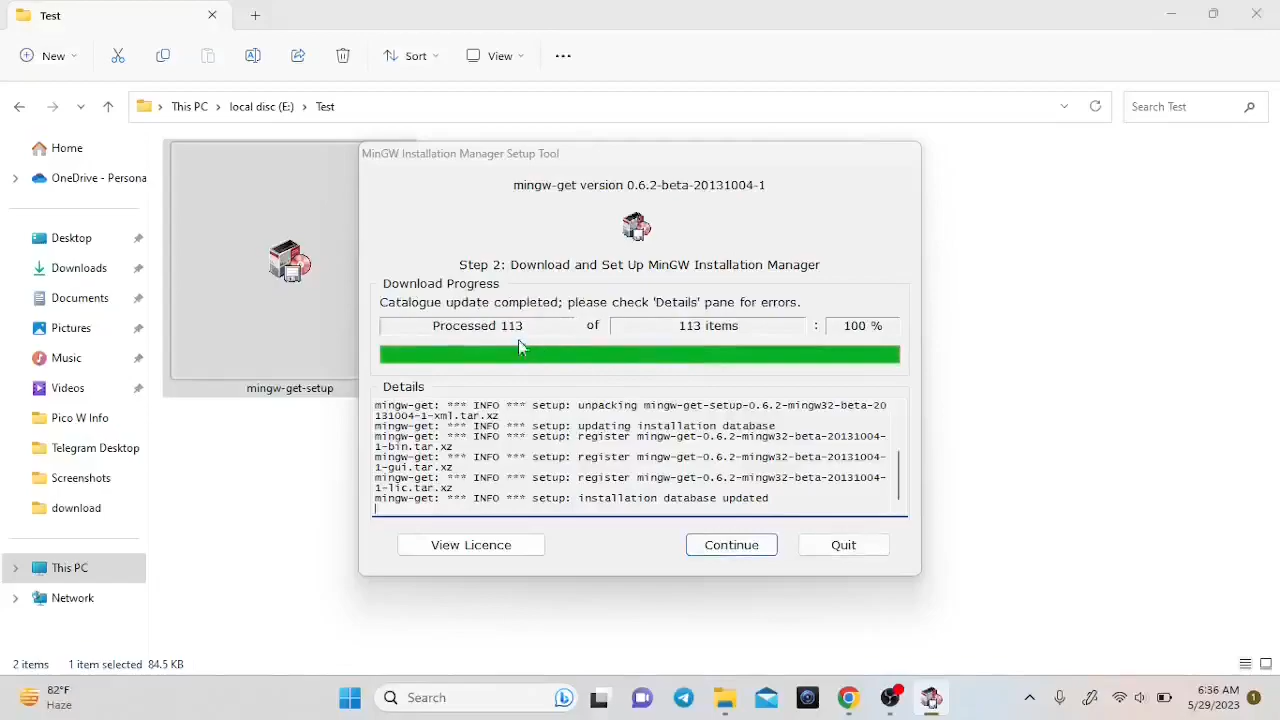 Test
New
Sort
View
This PC
local disc (E:)
Test
Search Test
Home
OneDrive - Persona
Desktop
Downloads
Documents
Pictures
Music
Videos
Pico W Info
Telegram Desktop
Screenshots
download
This PC
Network
mingw-get-setup
MinGW Installation Manager Setup Tool
mingw-get version 0.6.2-beta-20131004-1
Step 2: Download and Set Up MinGW Installation Manager
Download Progress
Catalogue update completed; please check 'Details' pane for errors.
Processed 113 of 113 items : 100 %
Details
mingw-get: *** INFO *** setup: unpacking mingw-get-setup-0.6.2-mingw32-beta-20
131004-1-xml.tar.xz
mingw-get: *** INFO *** setup: updating installation database
mingw-get: *** INFO *** setup: register mingw-get-0.6.2-mingw32-beta-20131004-
1-bin.tar.xz
mingw-get: *** INFO *** setup: register mingw-get-0.6.2-mingw32-beta-20131004-
1-gui.tar.xz
mingw-get: *** INFO *** setup: register mingw-get-0.6.2-mingw32-beta-20131004-
1-lic.tar.xz
mingw-get: *** INFO *** setup: installation database updated
View Licence
Continue
Quit
2 items 1 item selected 84.5 KB
82°F
Haze
Search
6:36 AM
5/29/2023
1